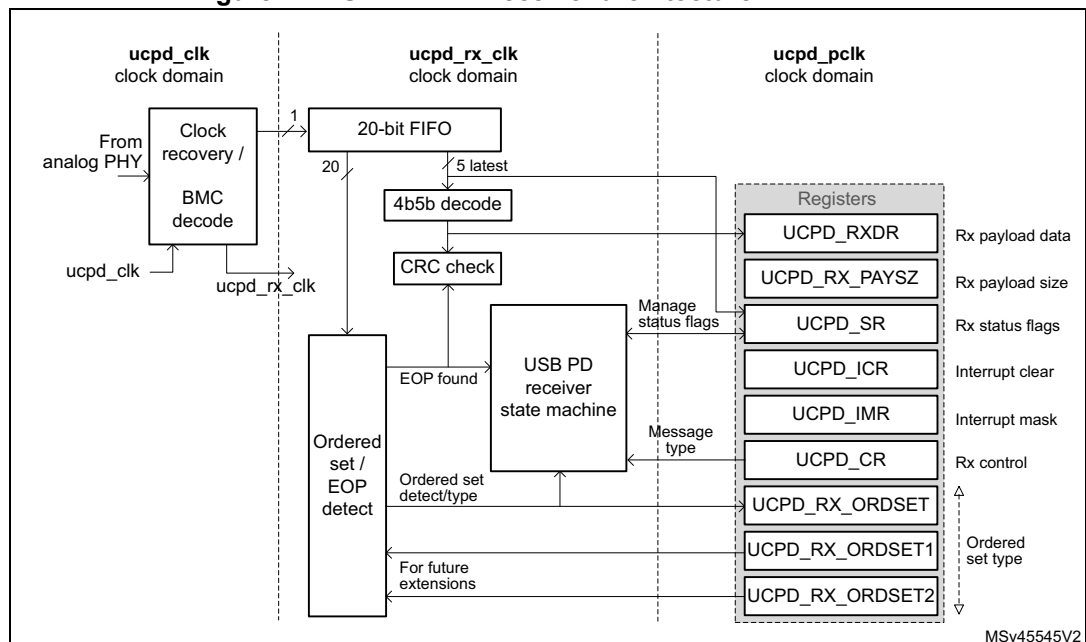 ucpd_clk
clock domain
ucpd_rx_clk
clock domain
ucpd_pclk
clock domain
From
analog PHY
Clock
recovery /
BMC
decode
ucpd_clk
ucpd_rx_clk
1
20-bit FIFO
20
5 latest
4b5b decode
CRC check
Ordered
set /
EOP
detect
EOP found
USB PD
receiver
state machine
Manage
status flags
Message
type
Ordered set
detect/type
For future
extensions
Registers
UCPD_RXDR
Rx payload data
UCPD_RX_PAYSZ
Rx payload size
UCPD_SR
Rx status flags
UCPD_ICR
Interrupt clear
UCPD_IMR
Interrupt mask
UCPD_CR
Rx control
UCPD_RX_ORDSET
UCPD_RX_ORDSET1
UCPD_RX_ORDSET2
Ordered
set type
MSv45545V2